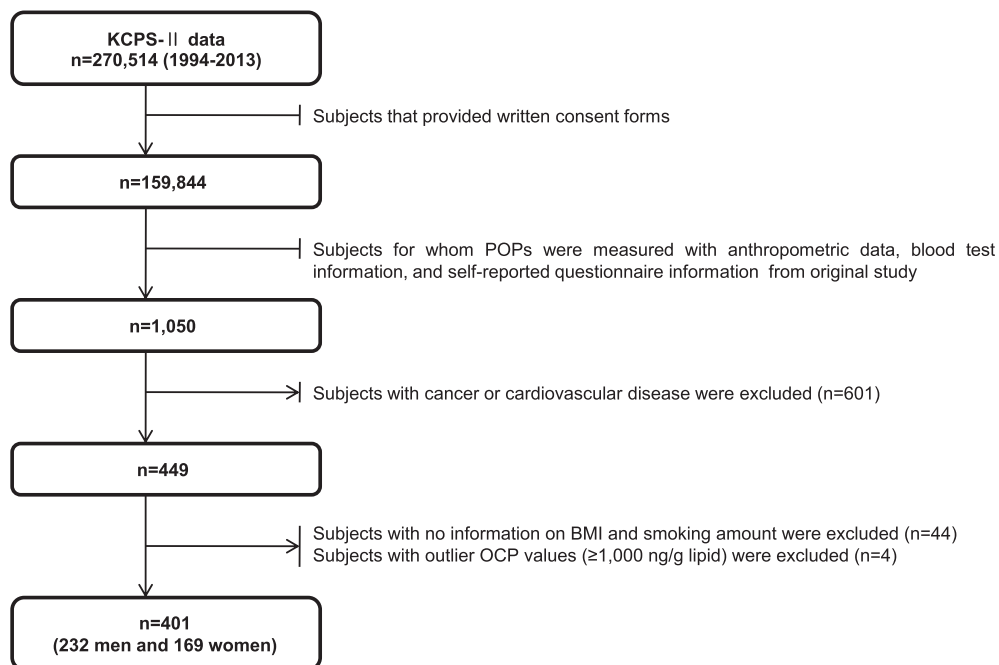 KCPS-Ⅱ data
n=270,514 (1994-2013)
Subjects that provided written consent forms
n=159,844
Subjects for whom POPs were measured with anthropometric data, blood test
information, and self-reported questionnaire information from original study
n=1,050
Subjects with cancer or cardiovascular disease were excluded (n=601)
n=449
Subjects with no information on BMI and smoking amount were excluded (n=44)
Subjects with outlier OCP values (≥1,000 ng/g lipid) were excluded (n=4)
n=401
(232 men and 169 women)